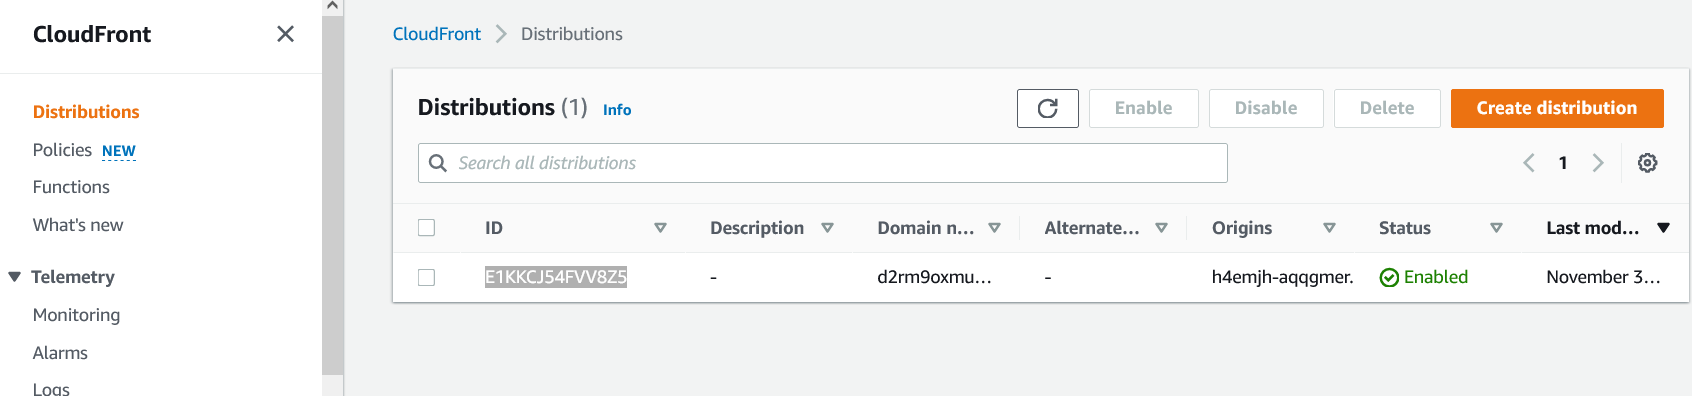 CloudFront
Distributions
Policies NEW
Functions
What's new
Telemetry
Monitoring
Alarms
Logs
CloudFront > Distributions
Distributions (1) Info
Enable Disable Delete Create distribution
Search all distributions
1
ID Description Domain n... Alternate... Origins Status Last mod...
E1KKCJ54FVV8Z5 - d2rm9oxmu... - h4emjh-aqqgmer. Enabled November 3...